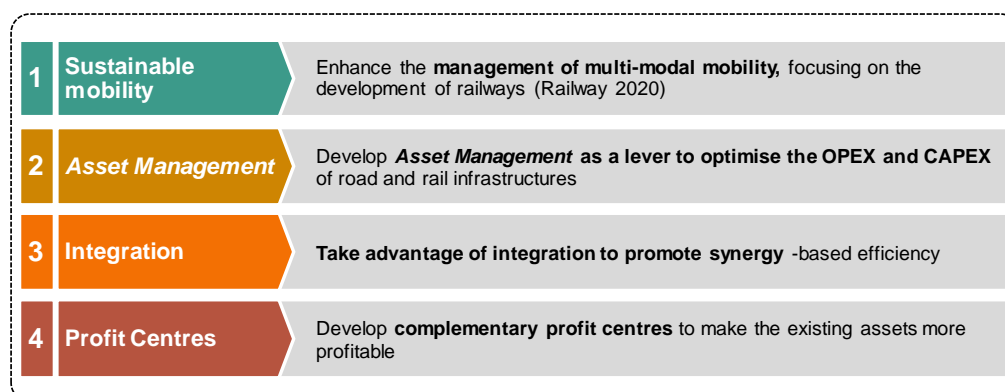 1
Sustainable
mobility
Enhance the management of multi-modal mobility, focusing on the
development of railways (Railway 2020)
2
Asset Management
Develop Asset Management as a lever to optimise the OPEX and CAPEX
of road and rail infrastructures
3
Integration
Take advantage of integration to promote synergy -based efficiency
4
Profit Centres
Develop complementary profit centres to make the existing assets more
profitable